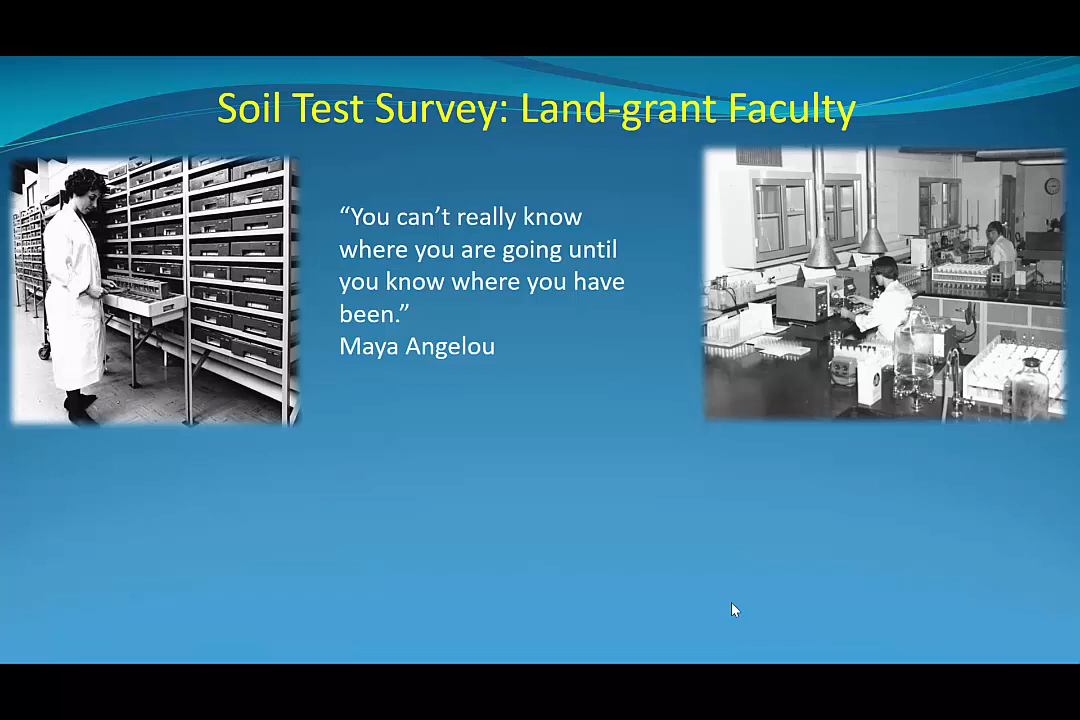 Soil Test Survey: Land-grant Faculty
“You can’t really know
where you are going until
you know where you have
been.”
Maya Angelou